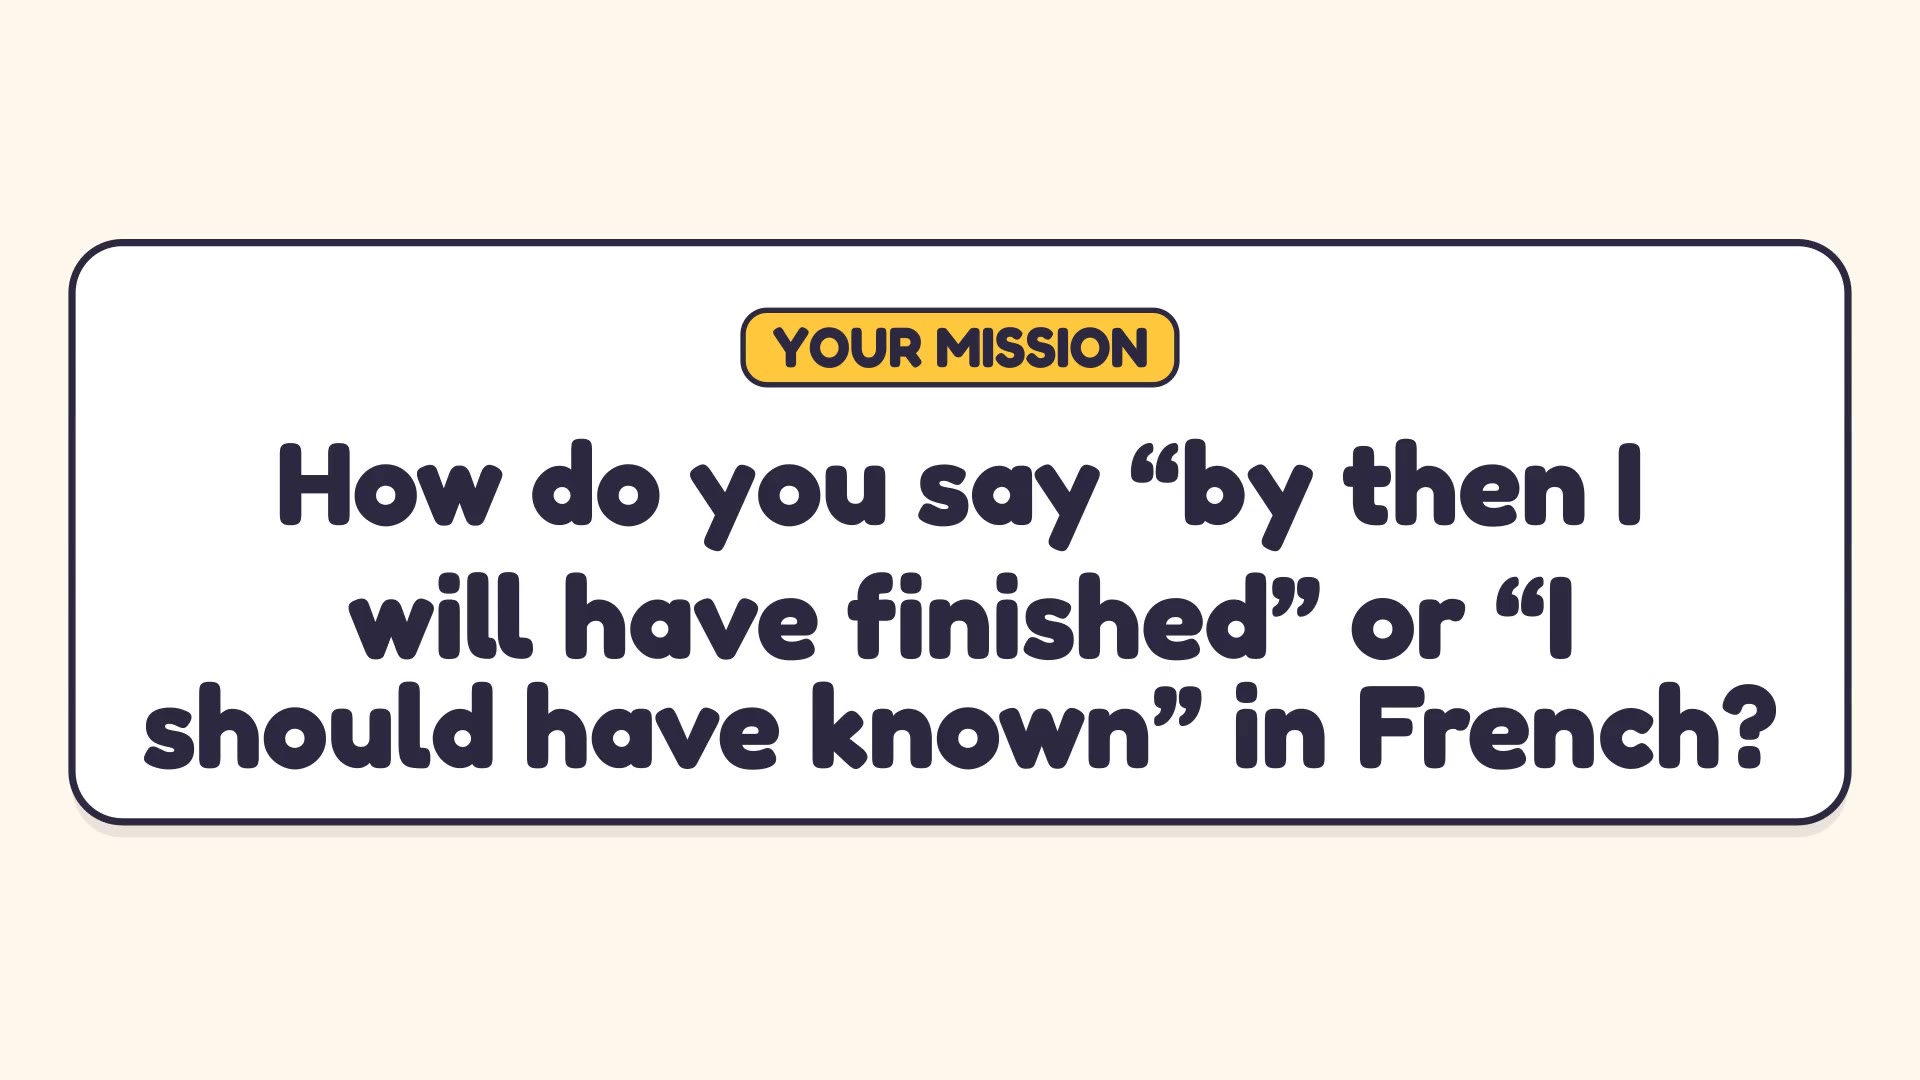 YOUR MISSION
How do you say “by then I
will have finished” or “I
should have known” in French?